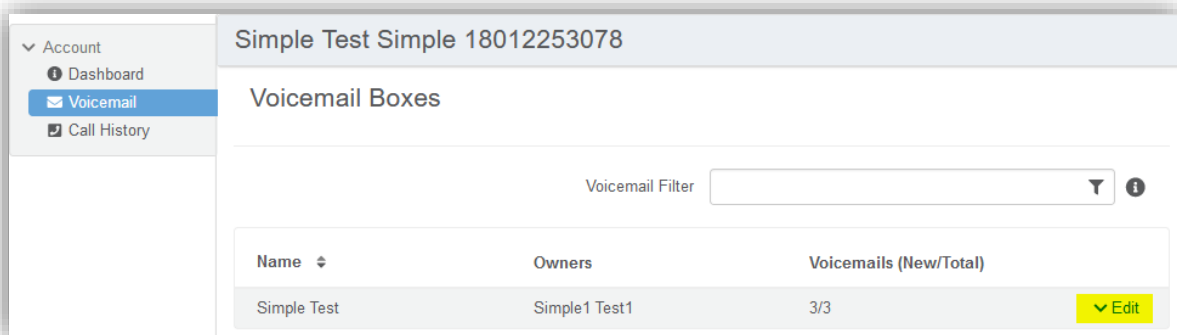 Account
Dashboard
Voicemail
Call History
Simple Test Simple 18012253078
Voicemail Boxes
Voicemail Filter
Name Owners Voicemails (New/Total)
Simple Test Simple1 Test1 3/3 Edit